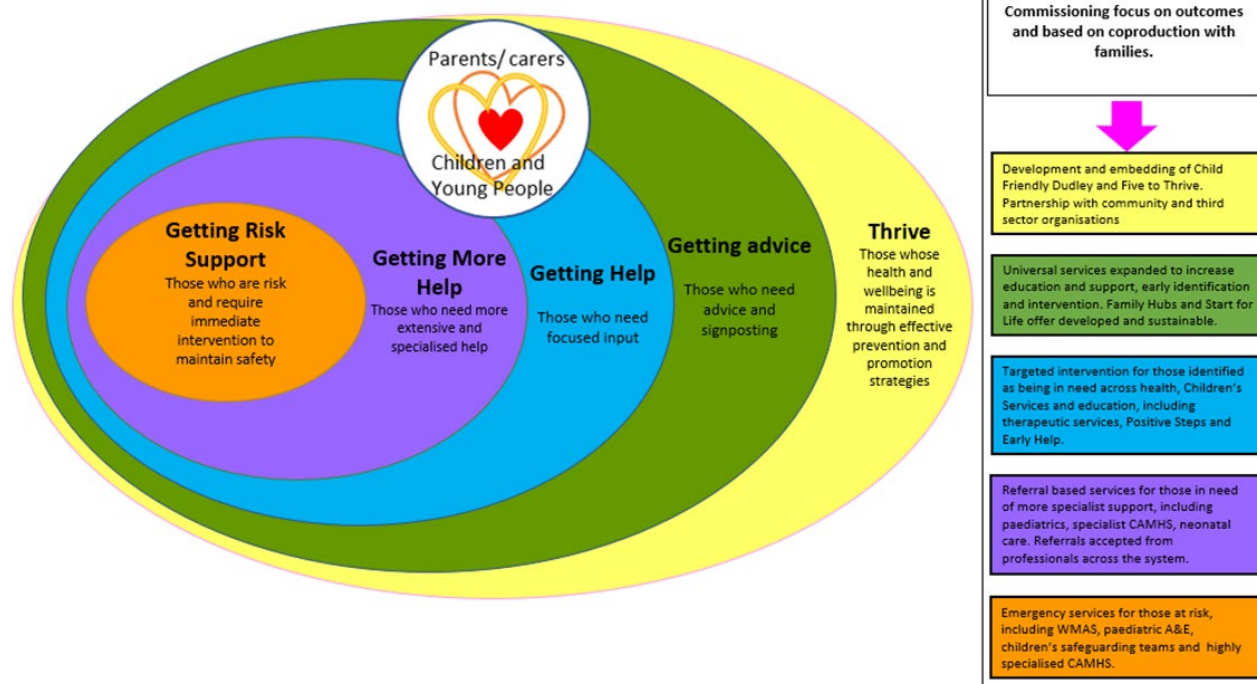 Parents/ carers
Children and
Young People
Getting Risk
Support
Those who are risk
and require
immediate
intervention to
maintain safety
Getting More
Help
Those who need more
extensive and
specialised help
Getting Help
Those who need
focused input
Getting advice
Those who need
advice and
signposting
Thrive
Those whose
health and
wellbeing is
maintained
through effective
prevention and
promotion
strategies
Commissioning focus on outcomes
and based on coproduction with
families.
Development and embedding of Child
Friendly Dudley and Five to Thrive.
Partnership with community and third
sector organisations
Universal services expanded to increase
education and support, early identification
and intervention. Family Hubs and Start for
Life offer developed and sustainable.
Targeted intervention for those identified
as being in need across health, Children's
Services and education, including
therapeutic services, Positive Steps and
Early Help.
Referral based services for those in need
of more specialist support, including
paediatrics, specialist CAMHS, neonatal
care. Referrals accepted from
professionals across the system.
Emergency services for those at risk,
including WMAS, paediatric A&E,
children's safeguarding teams and highly
specialised CAMHS.